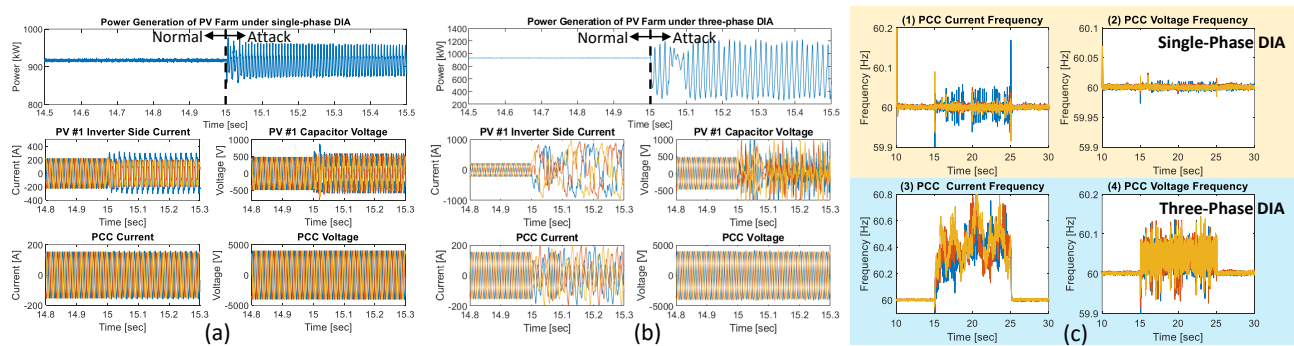 Power Generation of PV Farm under single-phase DIA
Normal Attack
Power [kW]
1000
900
800
14.5 14.6 14.7 14.8 14.9 15 15.1 15.2 15.3 15.4 15.5
Time [sec]
PV #1 Inverter Side Current
Current [A]
400
200
0
-200
-400
14.8 14.9 15 15.1 15.2 15.3
Time [sec]
PV #1 Capacitor Voltage
Voltage [V]
1000
500
0
-500
14.8 14.9 15 15.1 15.2 15.3
Time [sec]
PCC Current
Current [A]
200
0
-200
14.8 14.9 15 15.1 15.2 15.3
Time [sec]
PCC Voltage
Voltage [V]
5000
0
-5000
14.8 14.9 15 15.1 15.2 15.3
Time [sec]
(a)
Power Generation of PV Farm under three-phase DIA
Normal Attack
Power [kW]
1400
1200
1000
800
600
400
200
14.5 14.6 14.7 14.8 14.9 15 15.1 15.2 15.3 15.4 15.5
Time [sec]
PV #1 Inverter Side Current
Current [A]
1000
0
-1000
14.8 14.9 15 15.1 15.2 15.3
Time [sec]
PV #1 Capacitor Voltage
Voltage [V]
1000
500
0
-500
14.8 14.9 15 15.1 15.2 15.3
Time [sec]
PCC Current
Current [A]
200
0
-200
14.8 14.9 15 15.1 15.2 15.3
Time [sec]
PCC Voltage
Voltage [V]
5000
0
-5000
14.8 14.9 15 15.1 15.2 15.3
Time [sec]
(b)
(1) PCC Current Frequency
Frequency [Hz]
60.2
60.1
60
59.9
10 15 20 25 30
Time [sec]
(2) PCC Voltage Frequency
Single-Phase DIA
Frequency [Hz]
60.1
60.05
60
59.95
59.9
10 15 20 25 30
Time [sec]
(3) PCC Current Frequency
Frequency [Hz]
60.8
60.6
60.4
60.2
60
10 15 20 25 30
Time [sec]
(4) PCC Voltage Frequency
Three-Phase DIA
Frequency [Hz]
60.2
60.1
60
59.9
10 15 20 25 30
Time [sec]
(c)